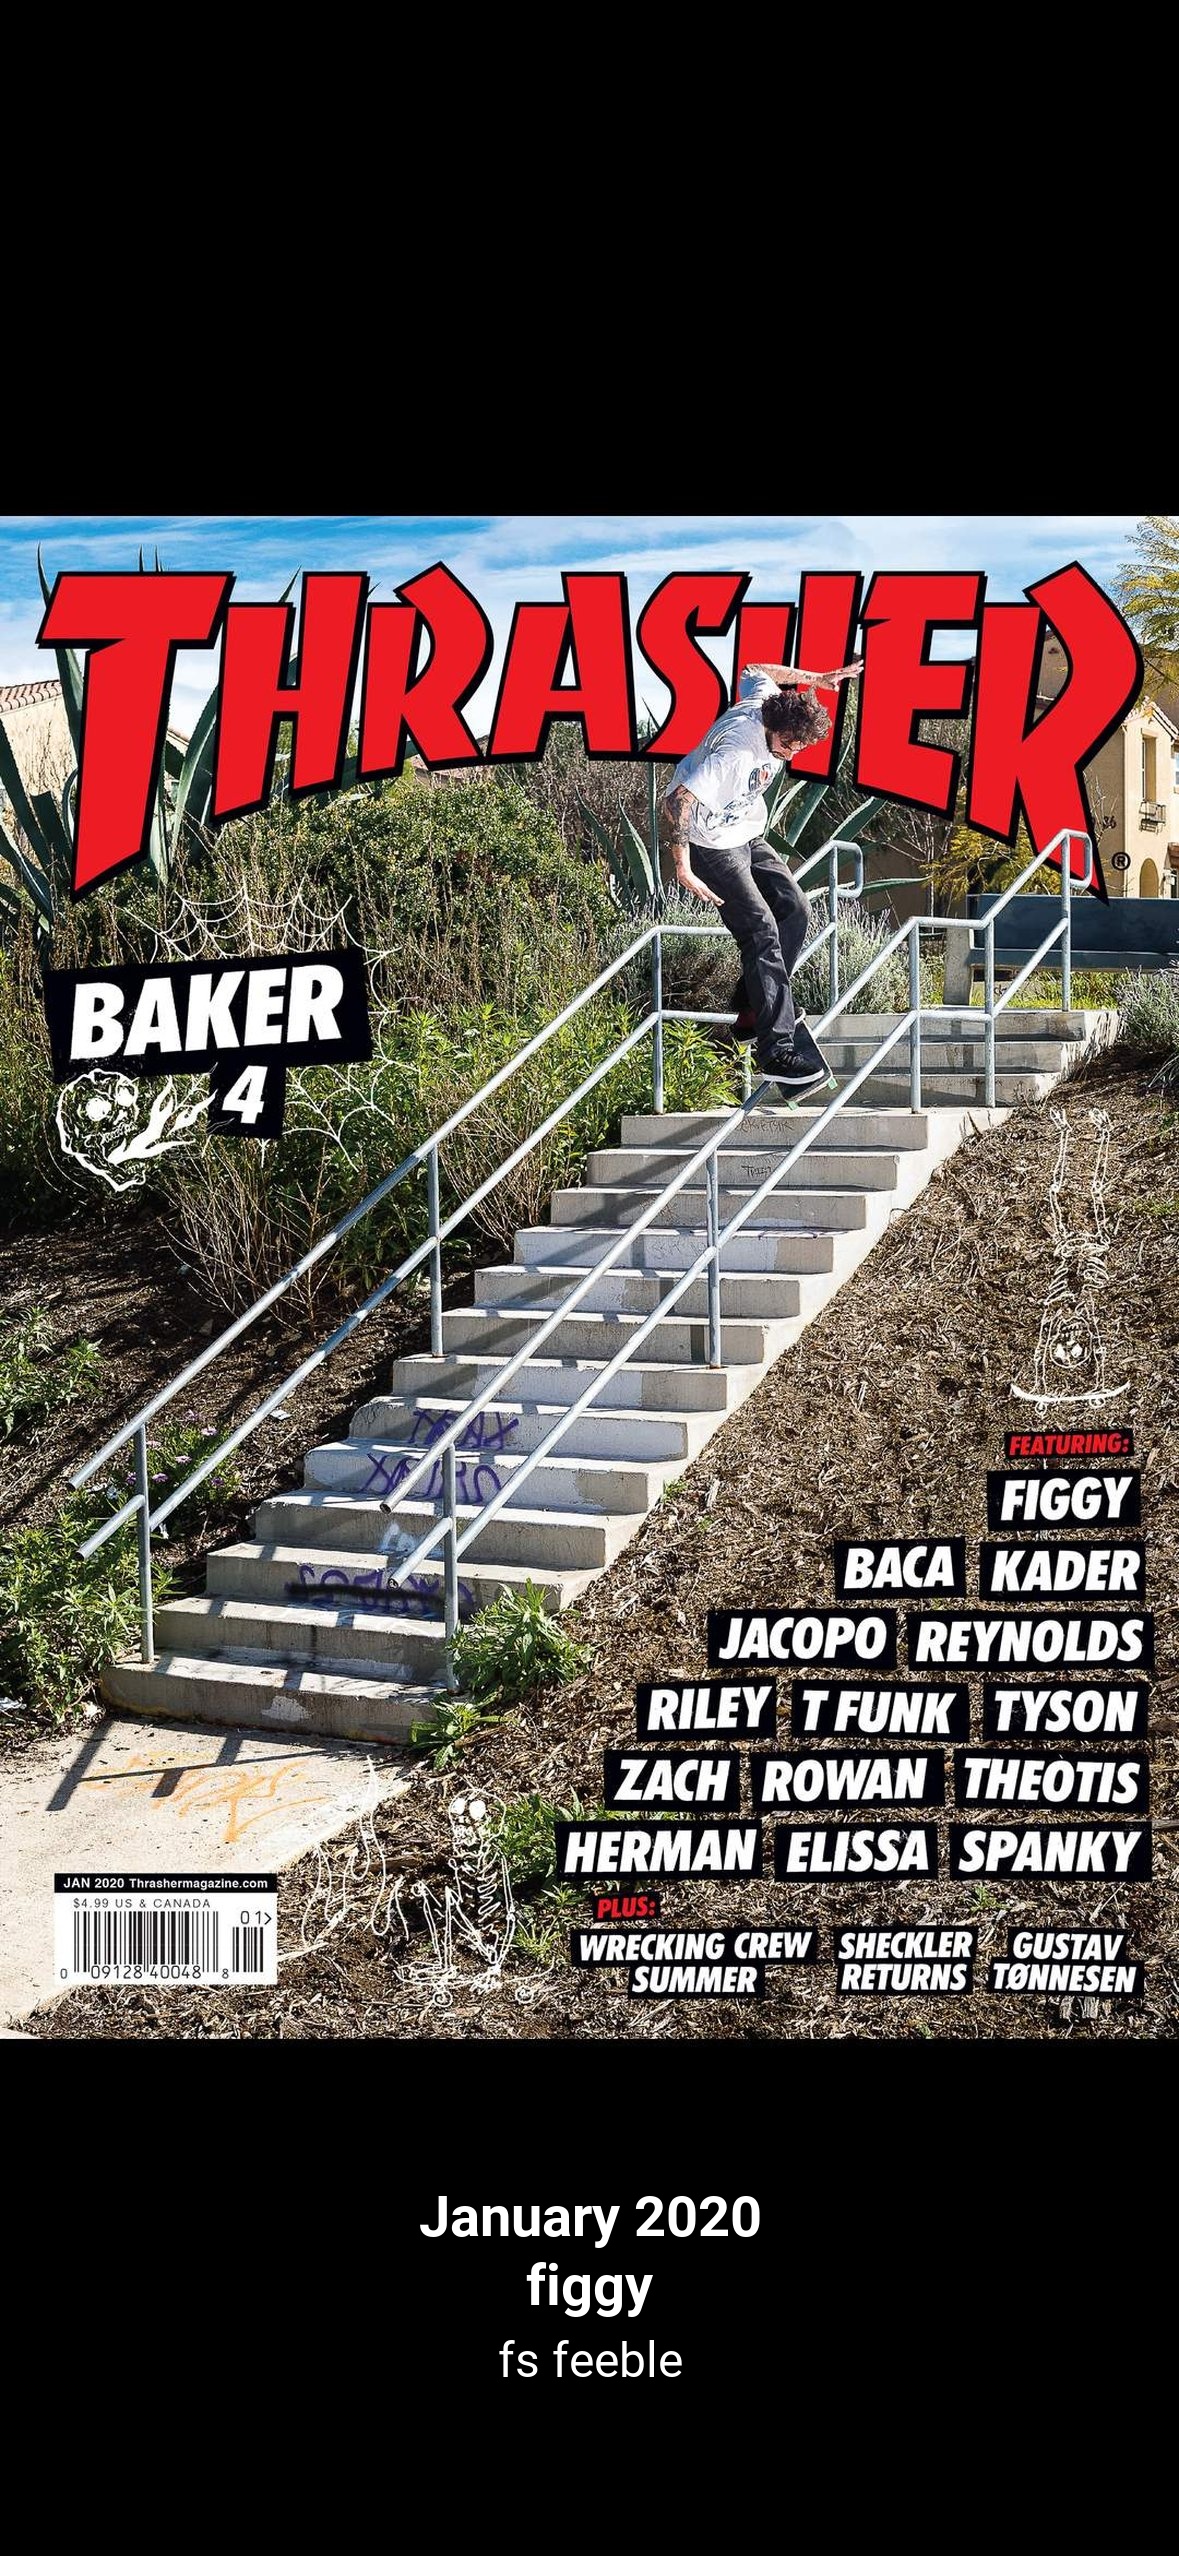 THRASHER
®
BAKER
4
FEATURING:
FIGGY
BACA KADER
JACOPO REYNOLDS
RILEY T FUNK TYSON
ZACH ROWAN THEOTIS
HERMAN ELISSA SPANKY
PLUS:
WRECKING CREW SUMMER
SHECKLER RETURNS
GUSTAV TØNNESEN
JAN 2020 Thrashermagazine.com
$4.99 US & CANADA
01>
0 09128 40048 8
January 2020
figgy
fs feeble